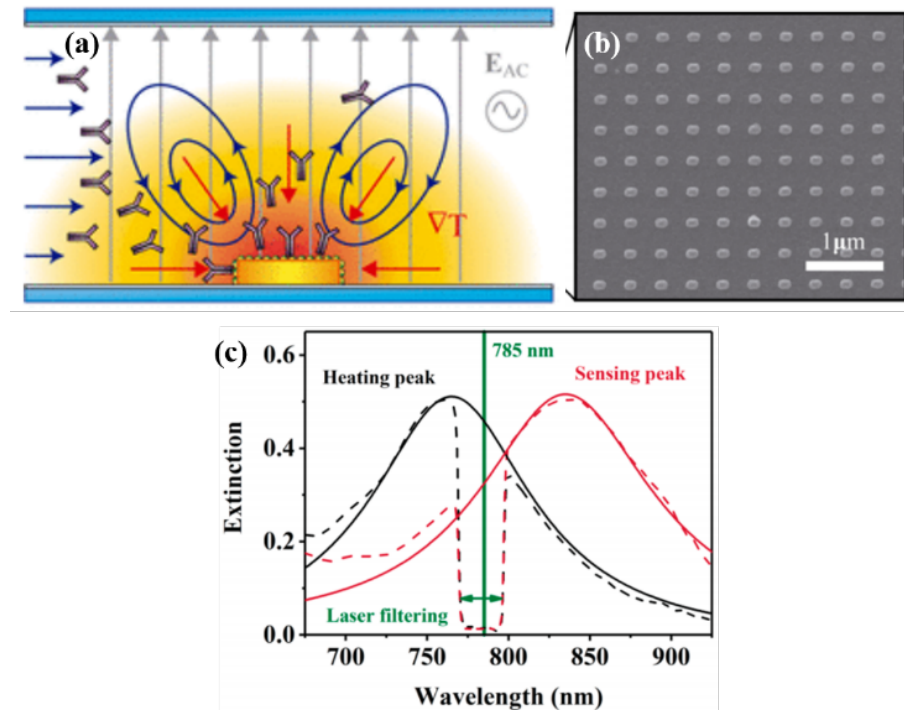 (a)
E_AC
∇T
(b)
1μm
(c)
785 nm
Heating peak
Sensing peak
Laser filtering
Extinction
0.6
0.4
0.2
0.0
700 750 800 850 900
Wavelength (nm)